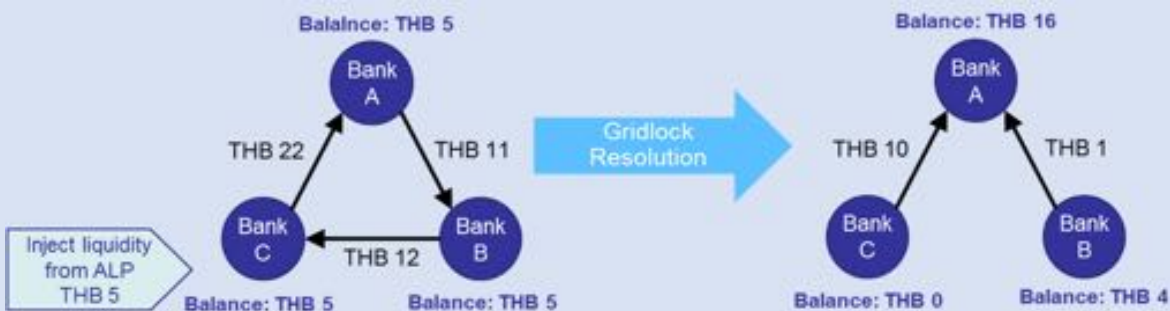 Balalnce: THB 5
Bank
A
THB 22
THB 11
Bank
C
THB 12
Bank
B
Inject liquidity
from ALP
THB 5
Balance: THB 5
Balance: THB 5
Gridlock
Resolution
Balance: THB 16
Bank
A
THB 10
THB 1
Bank
C
Bank
B
Balance: THB 0
Balance: THB 4